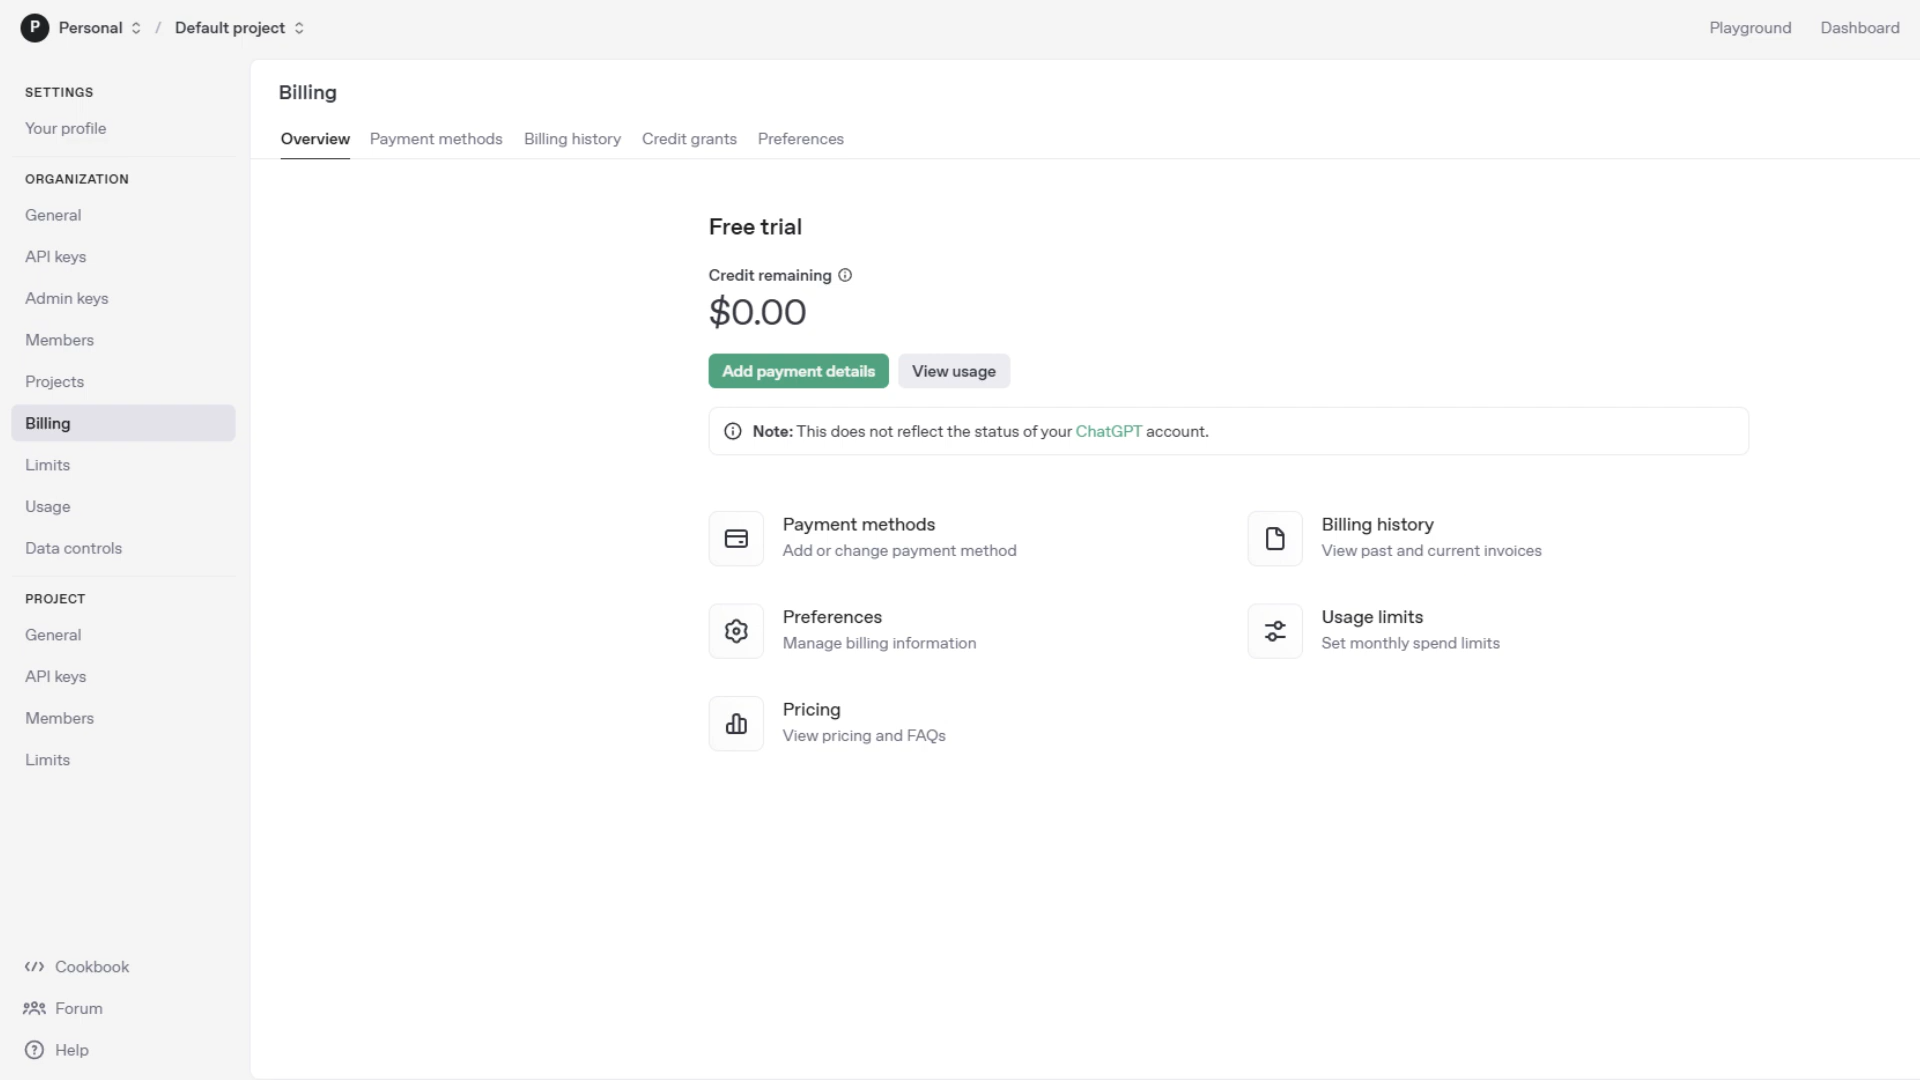 P Personal / Default project
Playground
Dashboard
SETTINGS
Your profile
ORGANIZATION
General
API keys
Admin keys
Members
Projects
Billing
Limits
Usage
Data controls
PROJECT
General
API keys
Members
Limits
Cookbook
Forum
Help
Billing
Overview
Payment methods
Billing history
Credit grants
Preferences
Free trial
Credit remaining
$0.00
Add payment details
View usage
Note: This does not reflect the status of your ChatGPT account.
Payment methods
Add or change payment method
Billing history
View past and current invoices
Preferences
Manage billing information
Usage limits
Set monthly spend limits
Pricing
View pricing and FAQs